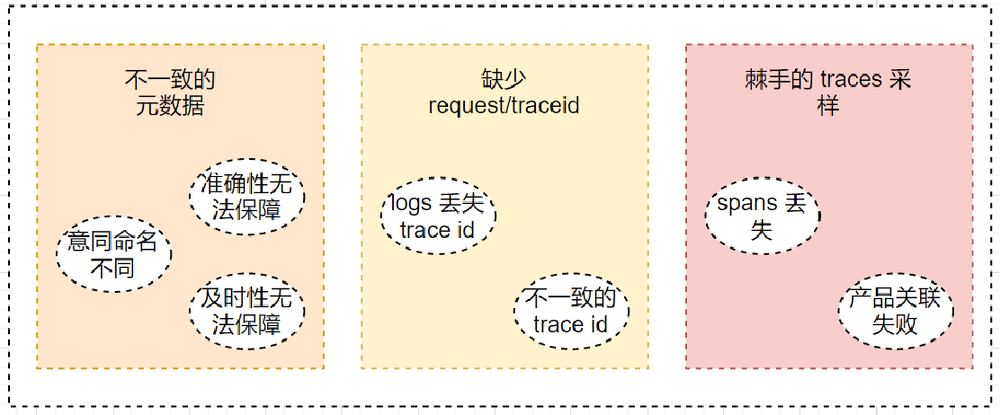 不一致的
元数据
准确性无
法保障
意同命名
不同
及时性无
法保障
缺少
request/traceid
logs 丢失
trace id
不一致的
trace id
棘手的 traces 采
样
spans 丢
失
产品关联
失败